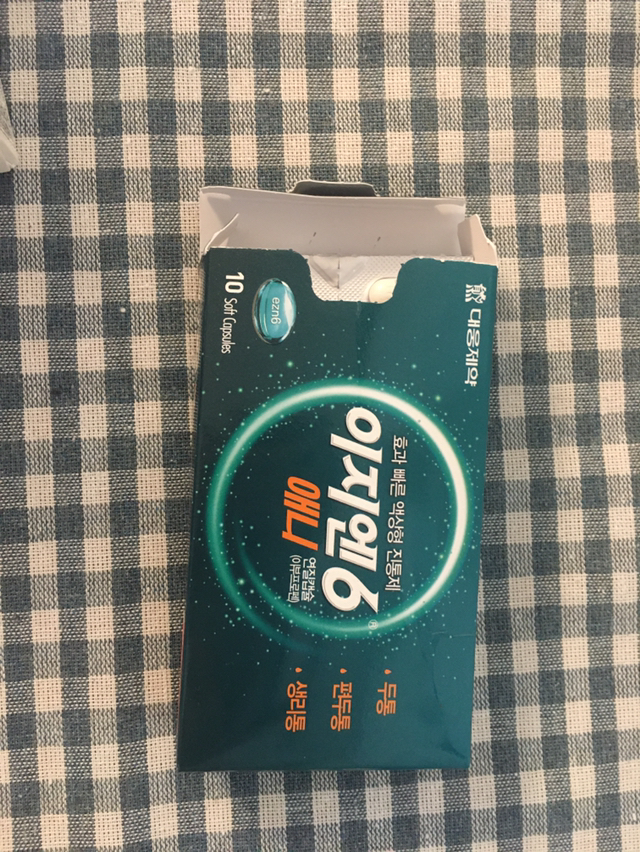 대웅제약
효과 빠른 액상형 진통제
이지엔6®
애니
연질캡슐
(이부프로펜)
두통
편두통
생리통
ezn6
10 Soft Capsules